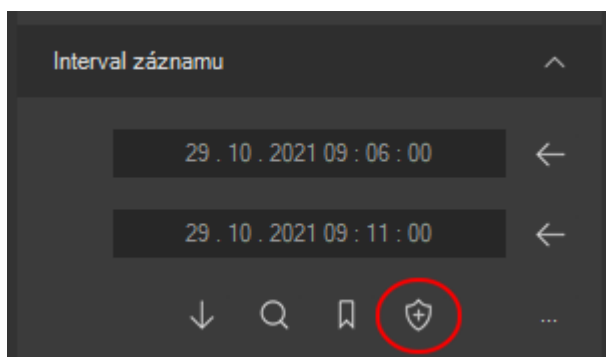 Interval záznamu
29 . 10 . 2021 09 : 06 : 00
29 . 10 . 2021 09 : 11 : 00
...